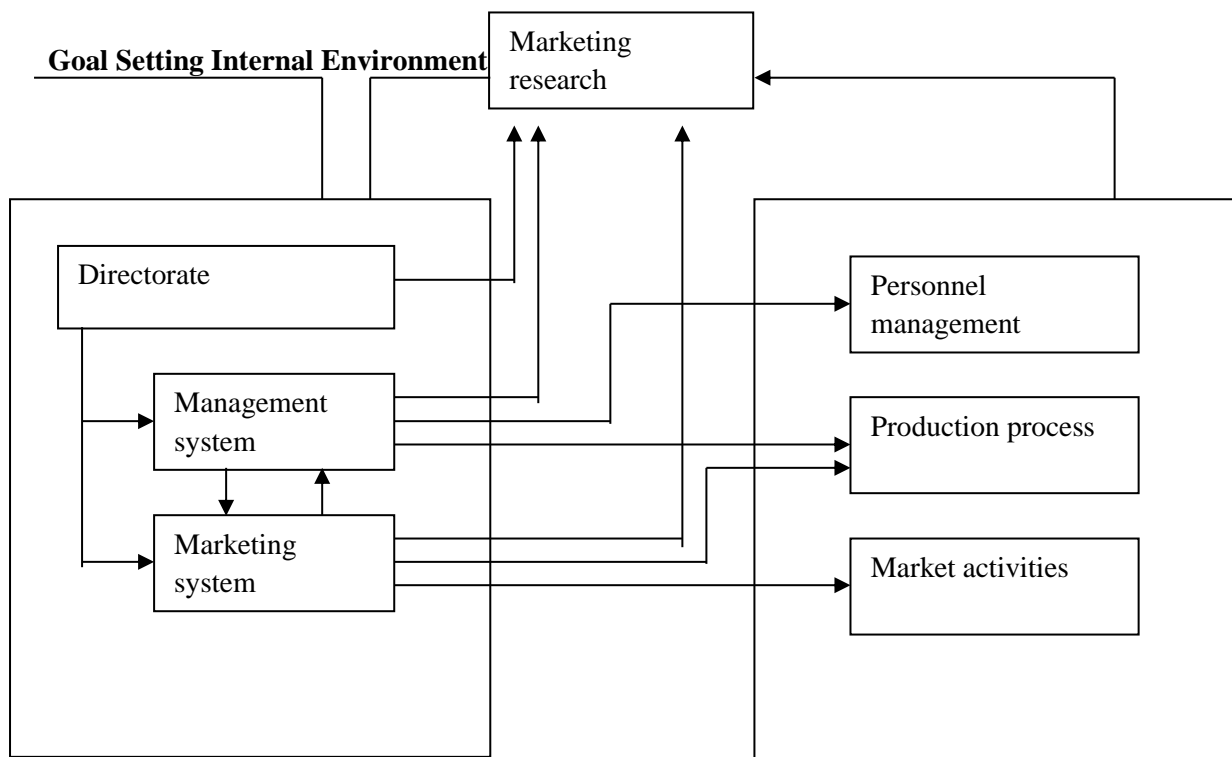 Marketing
research
Goal Setting Internal Environment
Directorate
Management
system
Marketing
system
Personnel
management
Production process
Market activities